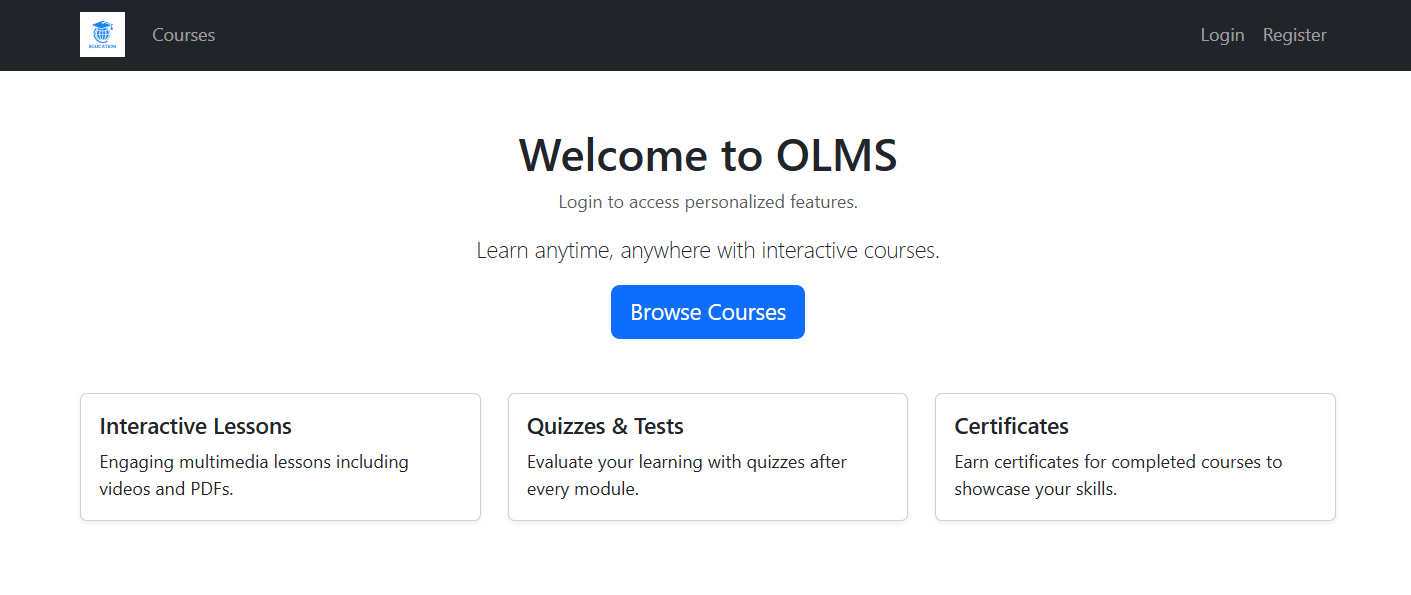 EDUCATION
Courses
Login
Register
Welcome to OLMS
Login to access personalized features.
Learn anytime, anywhere with interactive courses.
Browse Courses
Interactive Lessons
Engaging multimedia lessons including
videos and PDFs.
Quizzes & Tests
Evaluate your learning with quizzes after
every module.
Certificates
Earn certificates for completed courses to
showcase your skills.